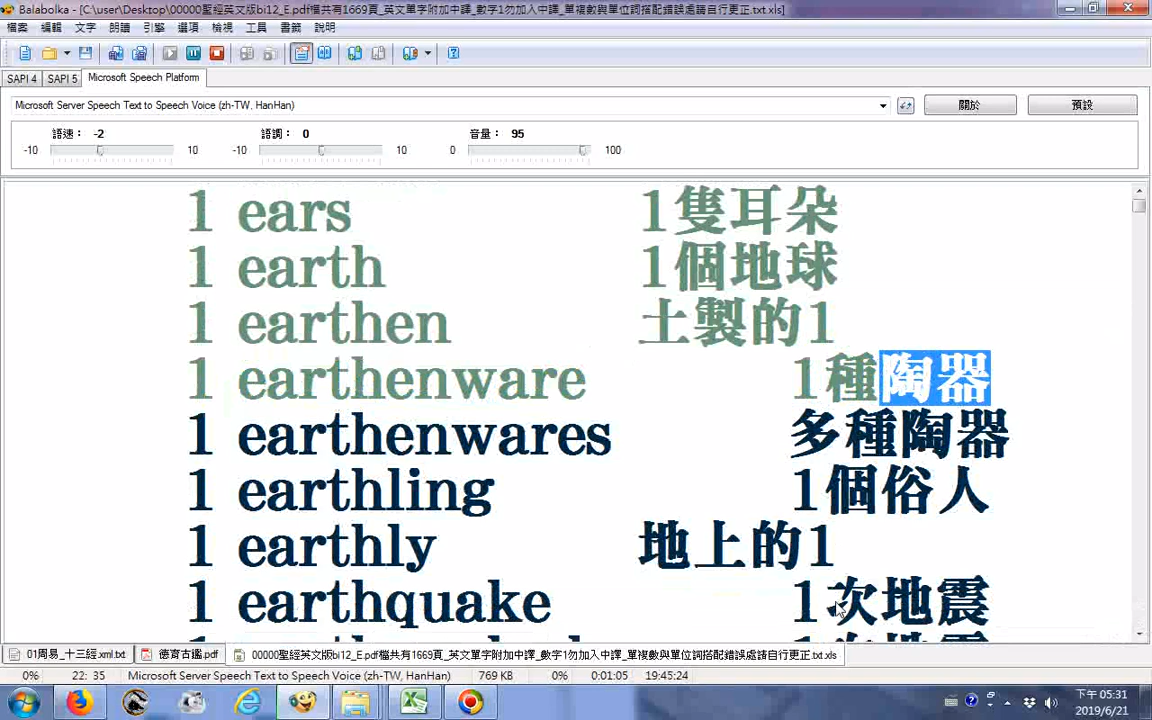 Balabolka - [C:\user\Desktop\00000聖經英文版bi12_E.pdf檔共有1669頁_英文單字附加中譯_數字1勿加入中譯_單複數與單位詞搭配錯誤處請自行更正.txt.xls]
檔案 編輯 文字 朗讀 引擎 選項 檢視 工具 書籤 說明
SAPI 4 SAPI 5 Microsoft Speech Platform
Microsoft Server Speech Text to Speech Voice (zh-TW, HanHan) 關於 預設
語速： -2 語調： 0 音量： 95
-10 10 -10 10 0 100
1 ears 1隻耳朵
1 earth 1個地球
1 earthen 土製的1
1 earthenware 1種陶器
1 earthenwares 多種陶器
1 earthling 1個俗人
1 earthly 地上的1
1 earthquake 1次地震
01周易_十三經.xml.txt 德育古鑑.pdf 00000聖經英文版bi12_E.pdf檔共有1669頁_英文單字附加中譯_數字1勿加入中譯_單複數與單位詞搭配錯誤處請自行更正.txt.xls
0% 22: 35 Microsoft Server Speech Text to Speech Voice (zh-TW, HanHan) 769 KB 0% 0:01:05 19:45:24
下午 05:31
2019/6/21